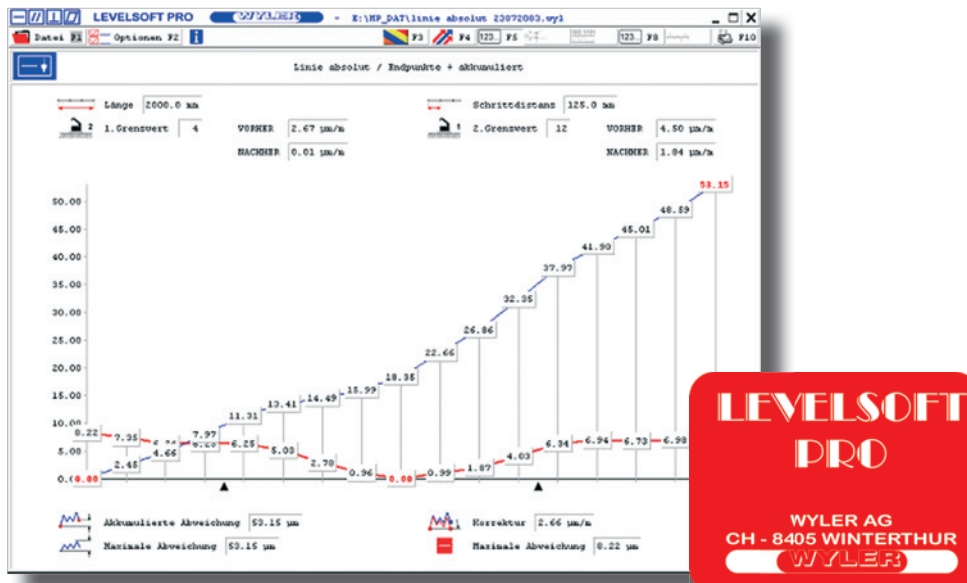 LEVELSOFT PRO WYLER - E:\MP_DAT\linie absolut 23072003.wyl
Datei F1 Optionen F2 F3 F4 123.. F5 123.. F8 F10
Linie absolut / Endpunkte + akkumuliert
Länge 2000.0 mm Schrittdistanz 125.0 mm
2 1.Grenzwert 4 VORHER 2.67 µm/m 1 2.Grenzwert 12 VORHER 4.50 µm/m
NACHHER 0.01 µm/m NACHHER 1.84 µm/m
53.15
50.00 48.59
45.00 45.01
41.90
40.00
37.97
35.00
32.35
30.00
26.86
25.00
22.66
20.00
18.35
15.99
15.00 14.49
13.41
11.31
10.00
8.22 7.35 7.97 6.25 6.34 6.94 6.73 6.98
5.00 4.66 5.03 4.03
2.45 2.78 1.87
0.00 0.96 0.00 0.99
Akkumulierte Abweichung 53.15 µm Korrektur 2.66 µm/m
Maximale Abweichung 53.15 µm Maximale Abweichung 8.22 µm
LEVELSOFT
PRO
WYLER AG
CH - 8405 WINTERTHUR
WYLER